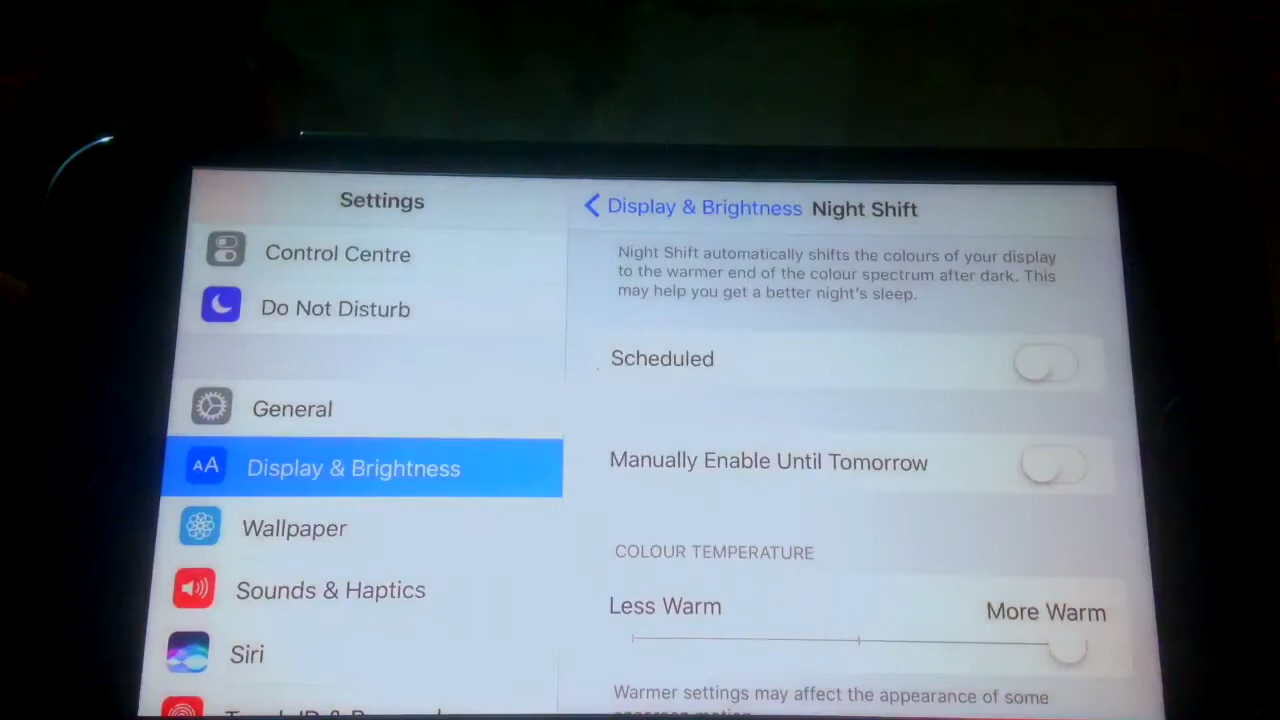 Settings
Control Centre
Do Not Disturb
General
AA Display & Brightness
Wallpaper
Sounds & Haptics
Siri
Display & Brightness Night Shift
Night Shift automatically shifts the colours of your display
to the warmer end of the colour spectrum after dark. This
may help you get a better night's sleep.
Scheduled
Manually Enable Until Tomorrow
COLOUR TEMPERATURE
Less Warm More Warm
Warmer settings may affect the appearance of some